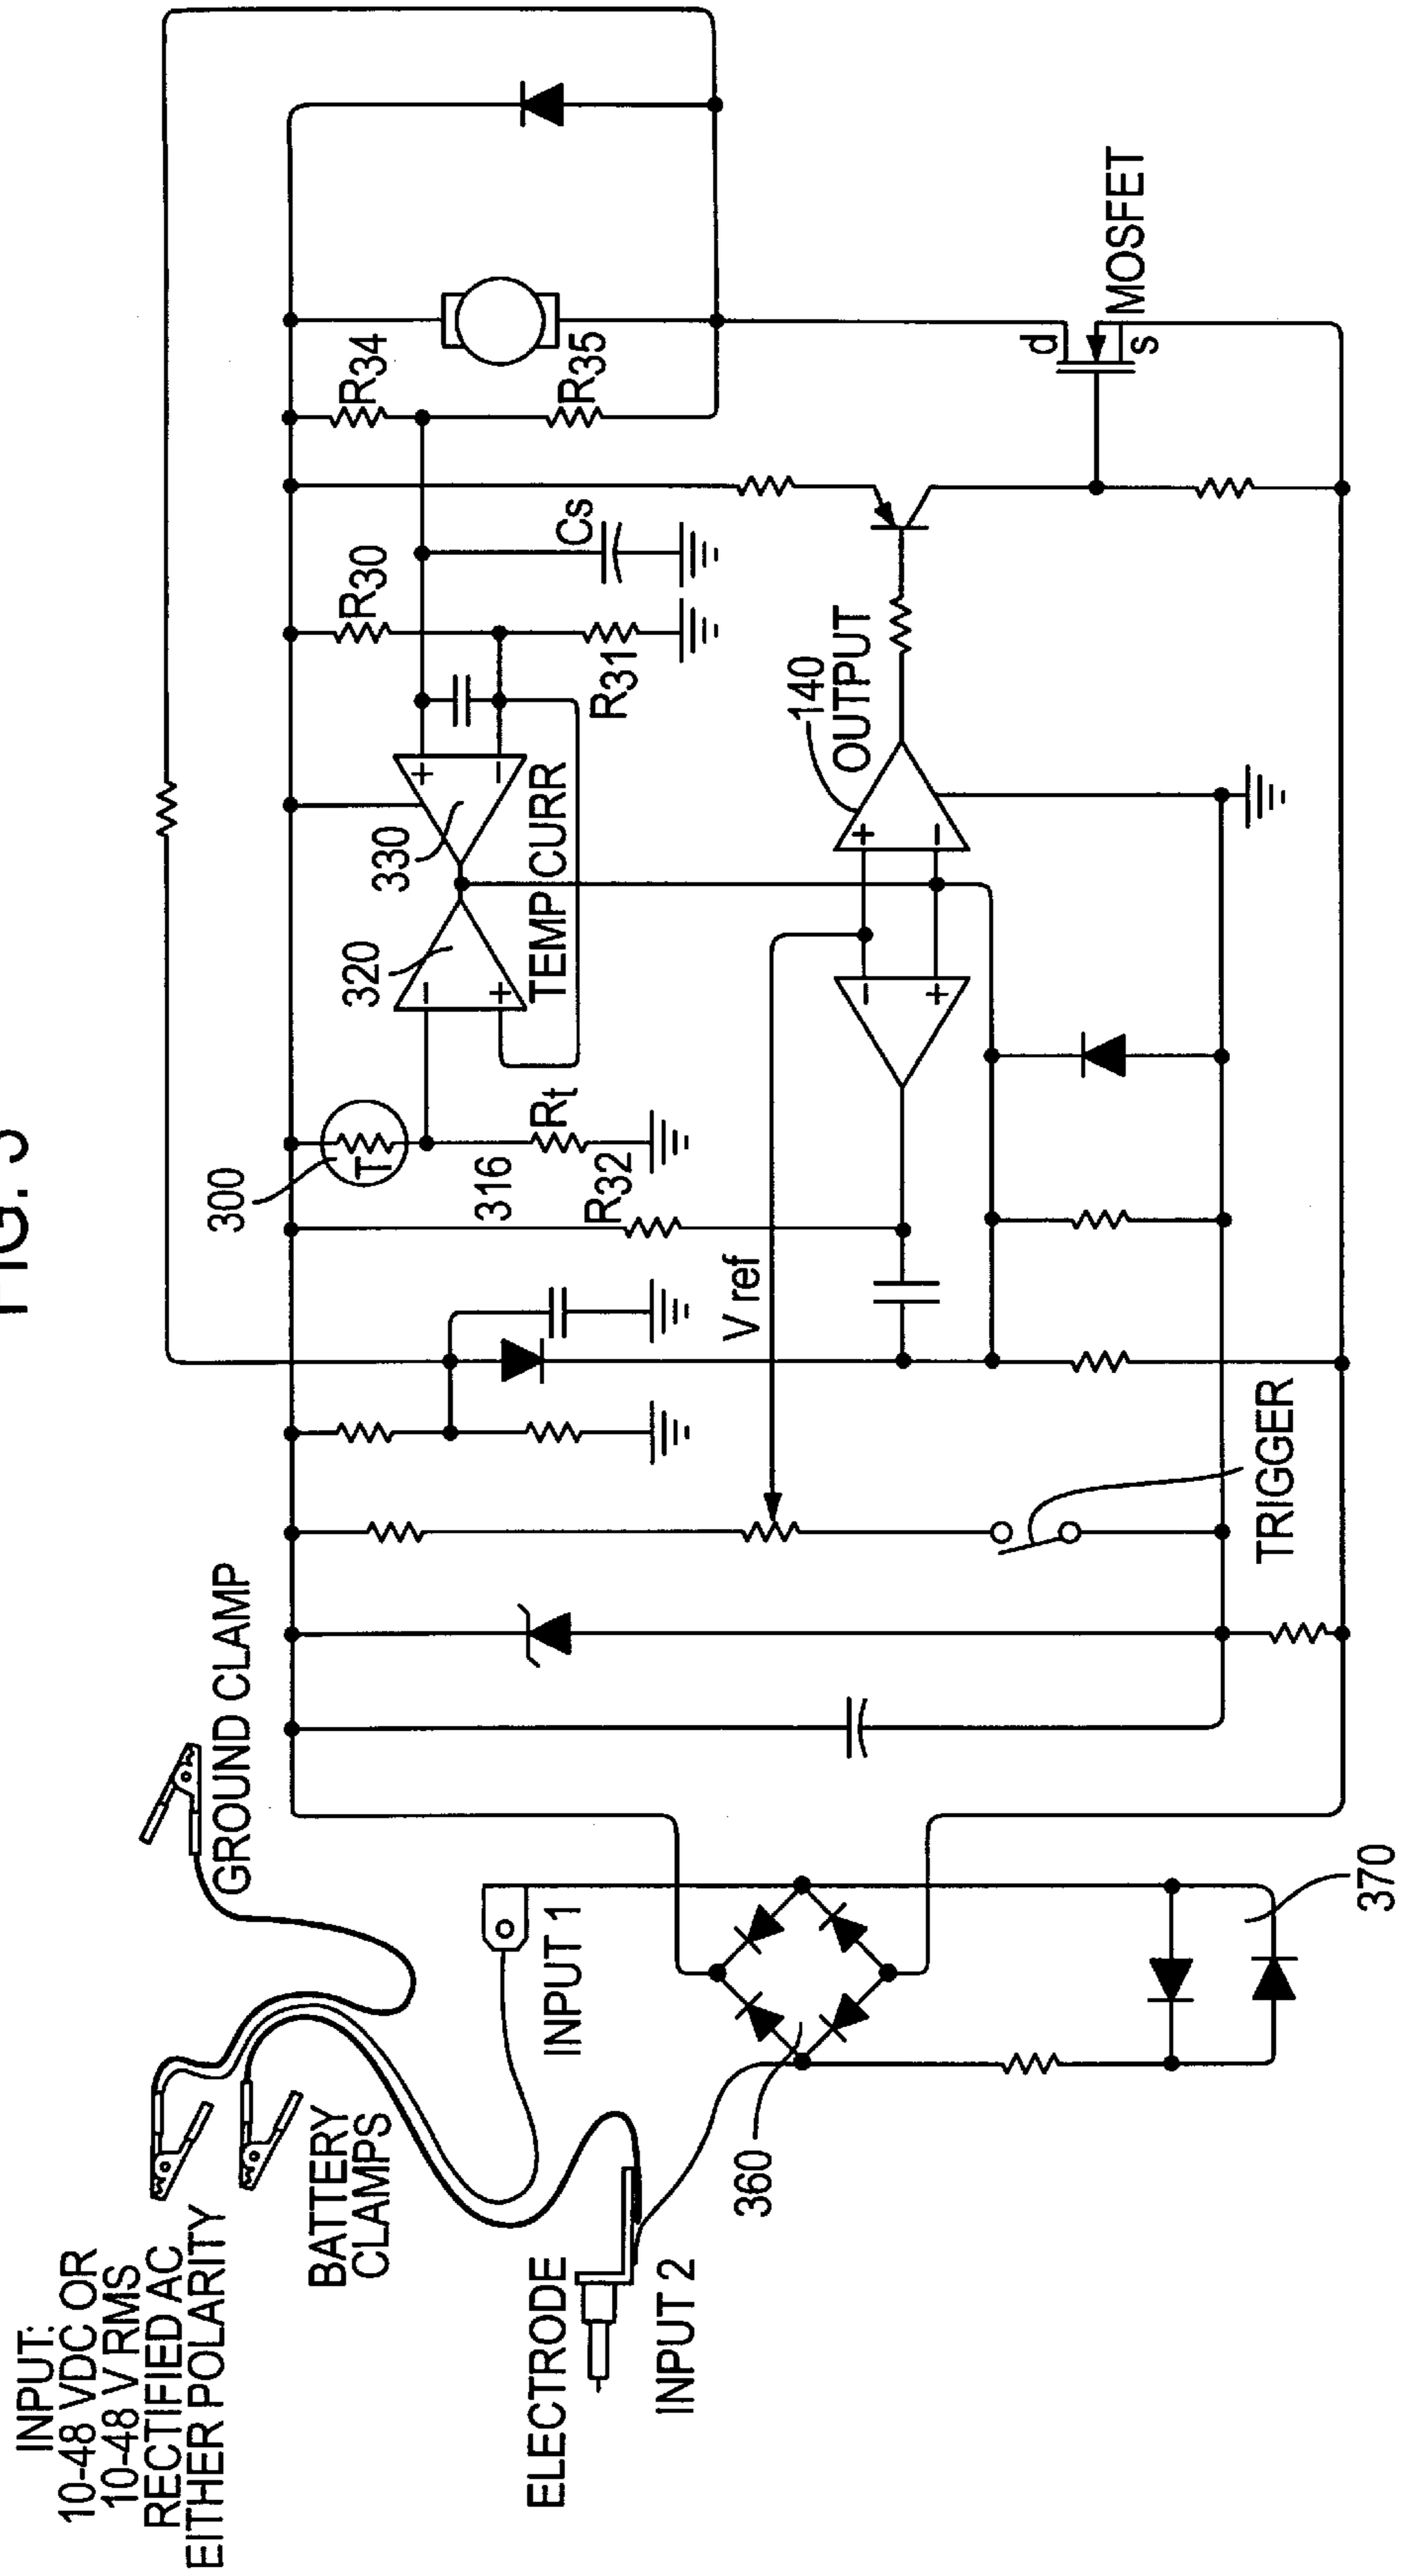 INPUT:
10-48 VDC OR
10-48 V RMS
RECTIFIED AC
EITHER POLARITY
BATTERY
CLAMPS
GROUND CLAMP
ELECTRODE
INPUT 1
INPUT 2
360
370
TRIGGER
V ref
300
T
316
Rt
R32
320
330
- +
+ -
TEMP CURR
R30
R31
Cs
R34
R35
140
OUTPUT
- +
+ -
d
s
MOSFET